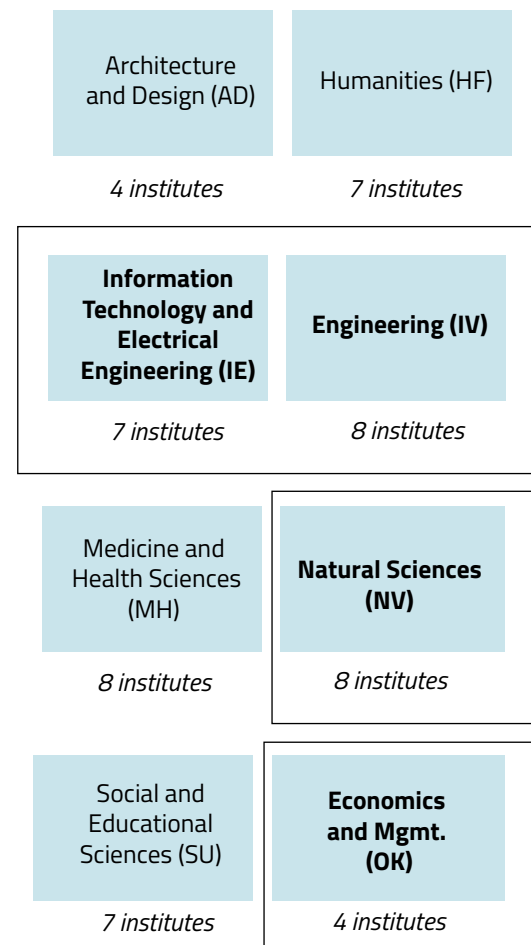 Architecture
and Design (AD)
Humanities (HF)
4 institutes
7 institutes
Information
Technology and
Electrical
Engineering (IE)
Engineering (IV)
7 institutes
8 institutes
Medicine and
Health Sciences
(MH)
Natural Sciences
(NV)
8 institutes
8 institutes
Social and
Educational
Sciences (SU)
Economics
and Mgmt.
(OK)
7 institutes
4 institutes